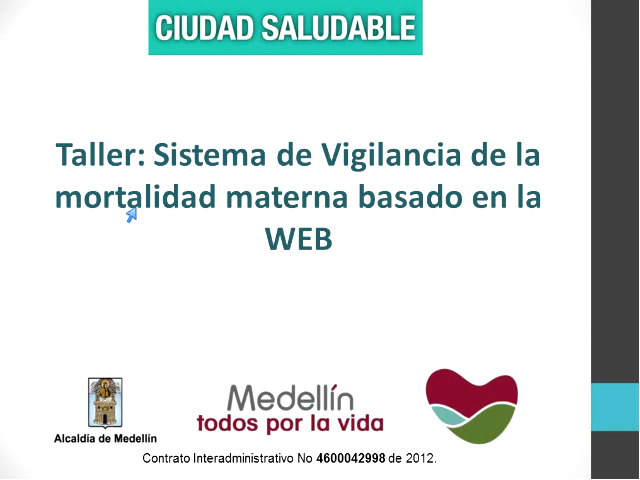 CIUDAD SALUDABLE
Taller: Sistema de Vigilancia de la
mortalidad materna basado en la
WEB
Alcaldía de Medellín
Medellín
todos por la vida
Contrato Interadministrativo No 4600042998 de 2012.